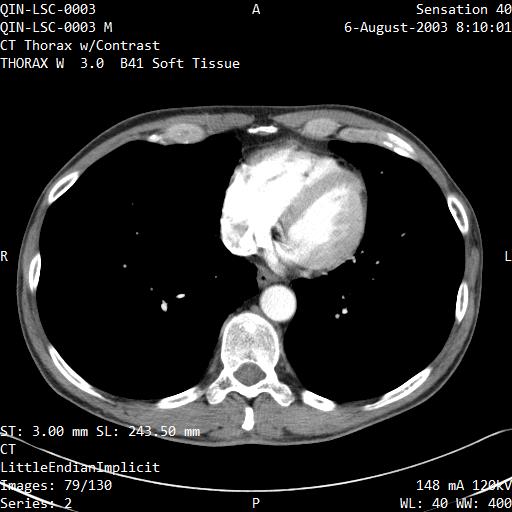 QIN-LSC-0003 A Sensation 40
QIN-LSC-0003 M 6-August-2003 8:10:01
CT Thorax w/Contrast
THORAX W 3.0 B41 Soft Tissue
R L
ST: 3.00 mm SL: 243.50 mm
CT
LittleEndianImplicit
Images: 79/130 148 mA 120kV
Series: 2 P WL: 40 WW: 400